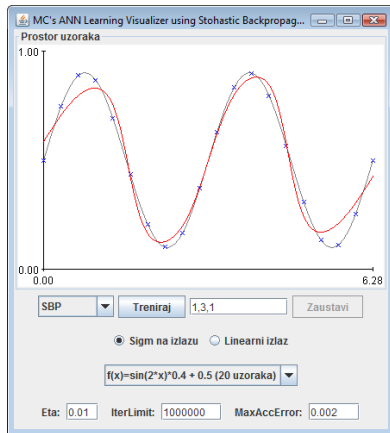 MC's ANN Learning Visualizer using Stohastic Backpropag...
Prostor uzoraka
1.00
0.00
0.00 6.28
SBP Treniraj 1,3,1 Zaustavi
Sigm na izlazu Linearni izlaz
f(x)=sin(2*x)*0.4 + 0.5 (20 uzoraka)
Eta: 0.01 IterLimit: 1000000 MaxAccError: 0.002